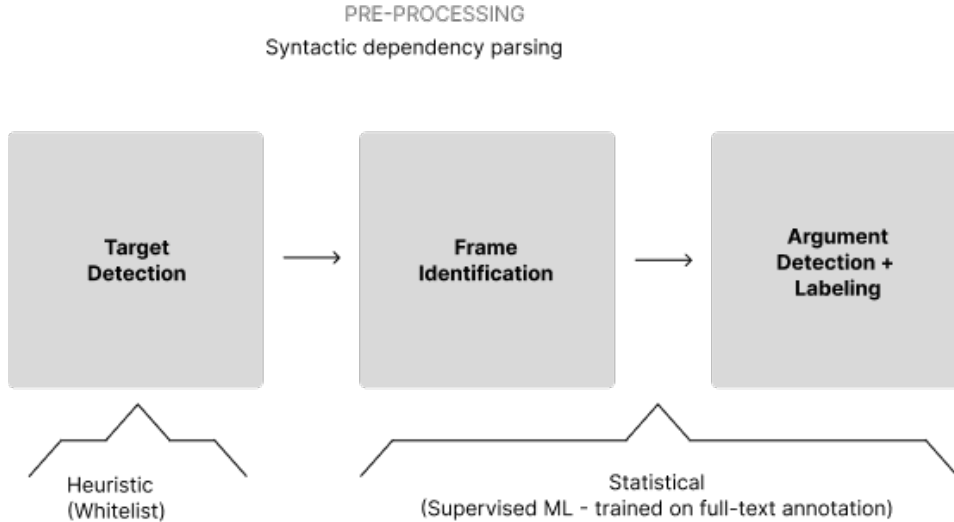 PRE-PROCESSING
Syntactic dependency parsing
Target
Detection
Frame
Identification
Argument
Detection +
Labeling
Heuristic
(Whitelist)
Statistical
(Supervised ML - trained on full-text annotation)